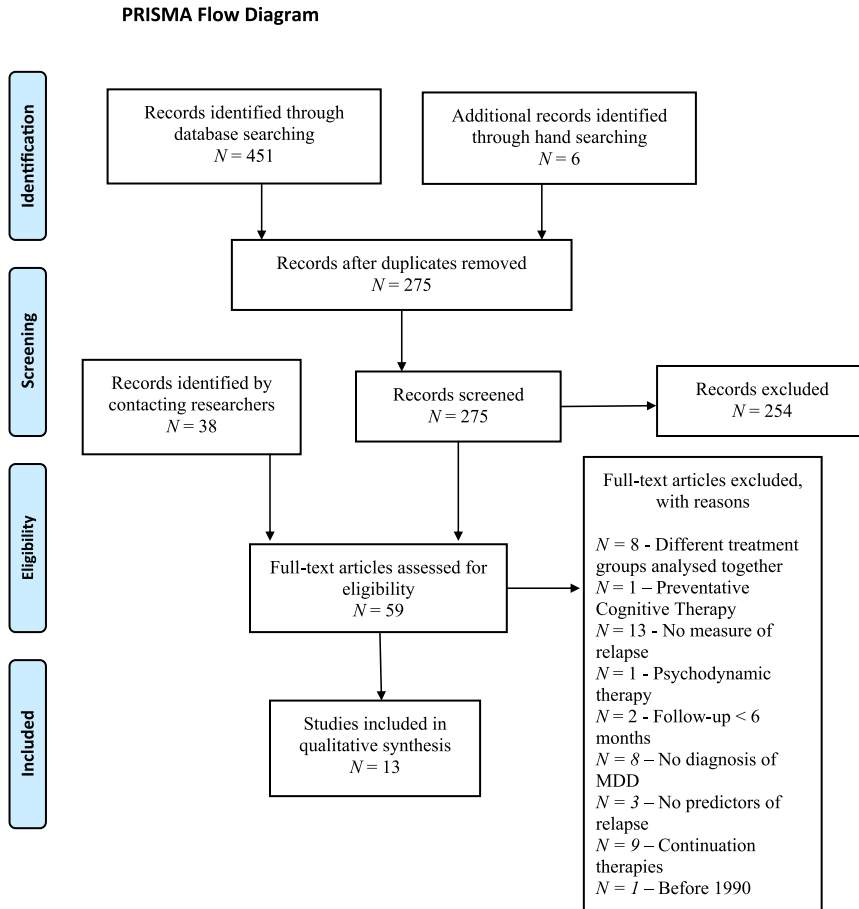 PRISMA Flow Diagram
Identification
Records identified through
database searching
N = 451
Additional records identified
through hand searching
N = 6
Records after duplicates removed
N = 275
Screening
Records identified by
contacting researchers
N = 38
Records screened
N = 275
Records excluded
N = 254
Eligibility
Full-text articles assessed for
eligibility
N = 59
Full-text articles excluded,
with reasons
N = 8 - Different treatment
groups analysed together
N = 1 – Preventative
Cognitive Therapy
N = 13 - No measure of
relapse
N = 1 - Psychodynamic
therapy
N = 2 - Follow-up < 6
months
N = 8 – No diagnosis of
MDD
N = 3 – No predictors of
relapse
N = 9 – Continuation
therapies
N = 1 – Before 1990
Included
Studies included in
qualitative synthesis
N = 13